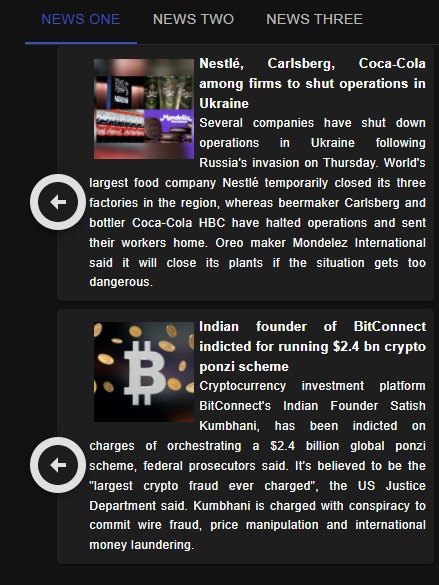 NEWS ONE NEWS TWO NEWS THREE
Nestlé, Carlsberg, Coca-Cola
among firms to shut operations in
Ukraine
Several companies have shut down
operations in Ukraine following
Russia's invasion on Thursday. World's
largest food company Nestlé temporarily closed its three
factories in the region, whereas beermaker Carlsberg and
bottler Coca-Cola HBC have halted operations and sent
their workers home. Oreo maker Mondelez International
said it will close its plants if the situation gets too
dangerous.
Mondelēz
Indian founder of BitConnect
indicted for running $2.4 bn crypto
ponzi scheme
Cryptocurrency investment platform
BitConnect's Indian Founder Satish
Kumbhani, has been indicted on
charges of orchestrating a $2.4 billion global ponzi
scheme, federal prosecutors said. It's believed to be the
"largest crypto fraud ever charged", the US Justice
Department said. Kumbhani is charged with conspiracy to
commit wire fraud, price manipulation and international
money laundering.